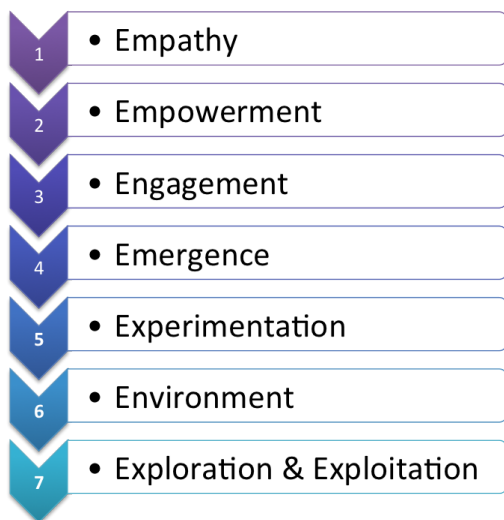 1 • Empathy
2 • Empowerment
3 • Engagement
4 • Emergence
5 • Experimentation
6 • Environment
7 • Exploration & Exploitation